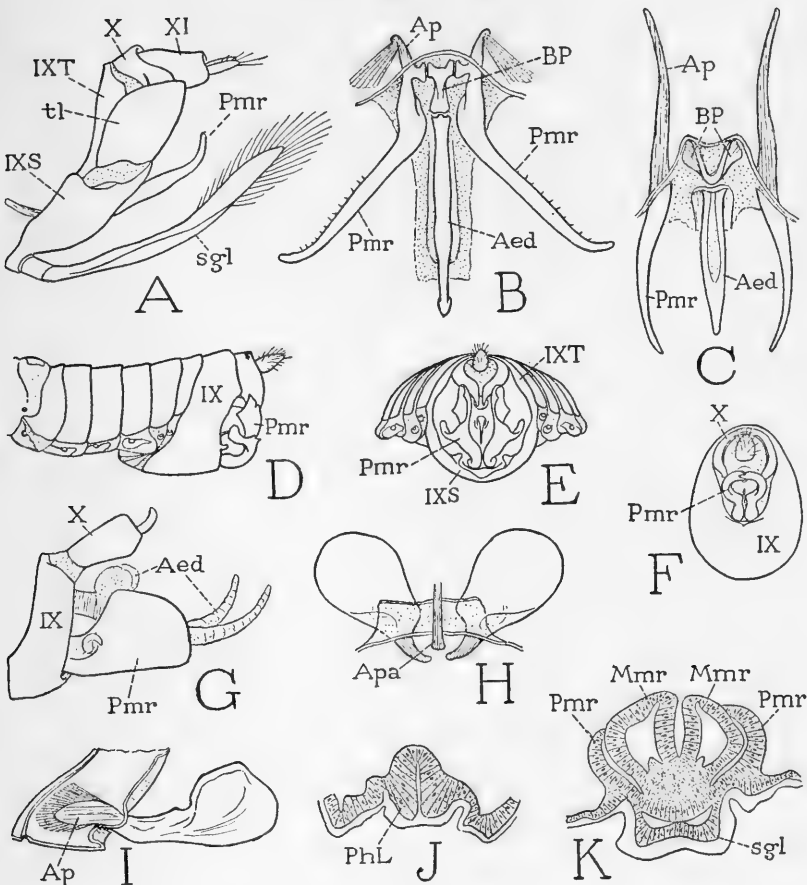 X
XI
IXT
tl
Pmr
IXS
sgl
A
Ap
BP
Pmr
Pmr
Aed
B
Ap
BP
Pmr
Aed
C
IX
Pmr
D
IXT
Pmr
IXS
E
X
Pmr
IX
F
X
Aed
IX
Pmr
G
Apa
H
Ap
I
PhL
J
Mmr
Mmr
Pmr
Pmr
sgl
K